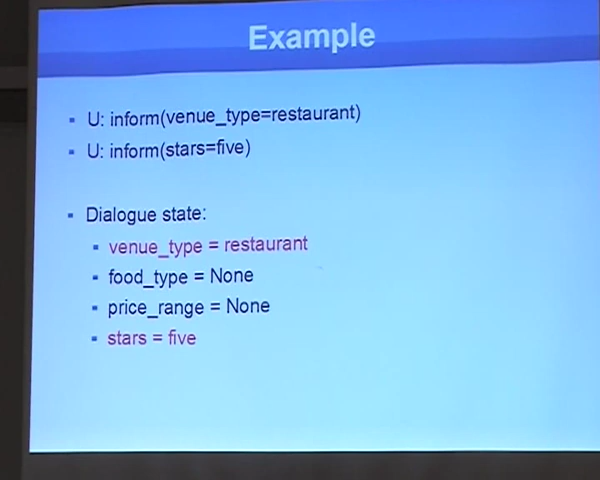 Example
U: inform(venue_type=restaurant)
U: inform(stars=five)
Dialogue state:
venue_type = restaurant
food_type = None
price_range = None
stars = five